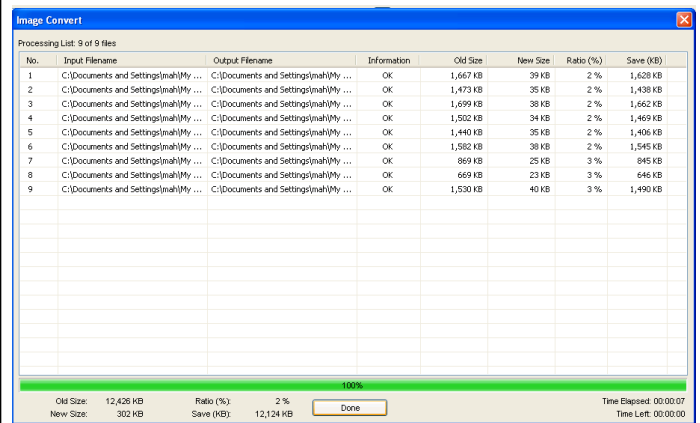 Image Convert
Processing List: 9 of 9 files
No. Input Filename Output Filename Information Old Size New Size Ratio (%) Save (KB)
1 C:\Documents and Settings\mah\My ... C:\Documents and Settings\mah\My ... OK 1,667 KB 39 KB 2 % 1,628 KB
2 C:\Documents and Settings\mah\My ... C:\Documents and Settings\mah\My ... OK 1,473 KB 35 KB 2 % 1,438 KB
3 C:\Documents and Settings\mah\My ... C:\Documents and Settings\mah\My ... OK 1,699 KB 38 KB 2 % 1,662 KB
4 C:\Documents and Settings\mah\My ... C:\Documents and Settings\mah\My ... OK 1,502 KB 34 KB 2 % 1,469 KB
5 C:\Documents and Settings\mah\My ... C:\Documents and Settings\mah\My ... OK 1,440 KB 35 KB 2 % 1,406 KB
6 C:\Documents and Settings\mah\My ... C:\Documents and Settings\mah\My ... OK 1,582 KB 38 KB 2 % 1,545 KB
7 C:\Documents and Settings\mah\My ... C:\Documents and Settings\mah\My ... OK 869 KB 25 KB 3 % 845 KB
8 C:\Documents and Settings\mah\My ... C:\Documents and Settings\mah\My ... OK 669 KB 23 KB 3 % 646 KB
9 C:\Documents and Settings\mah\My ... C:\Documents and Settings\mah\My ... OK 1,530 KB 40 KB 3 % 1,490 KB
100%
Old Size: 12,426 KB Ratio (%): 2 % Time Elapsed: 00:00:07
New Size: 302 KB Save (KB): 12,124 KB Done Time Left: 00:00:00